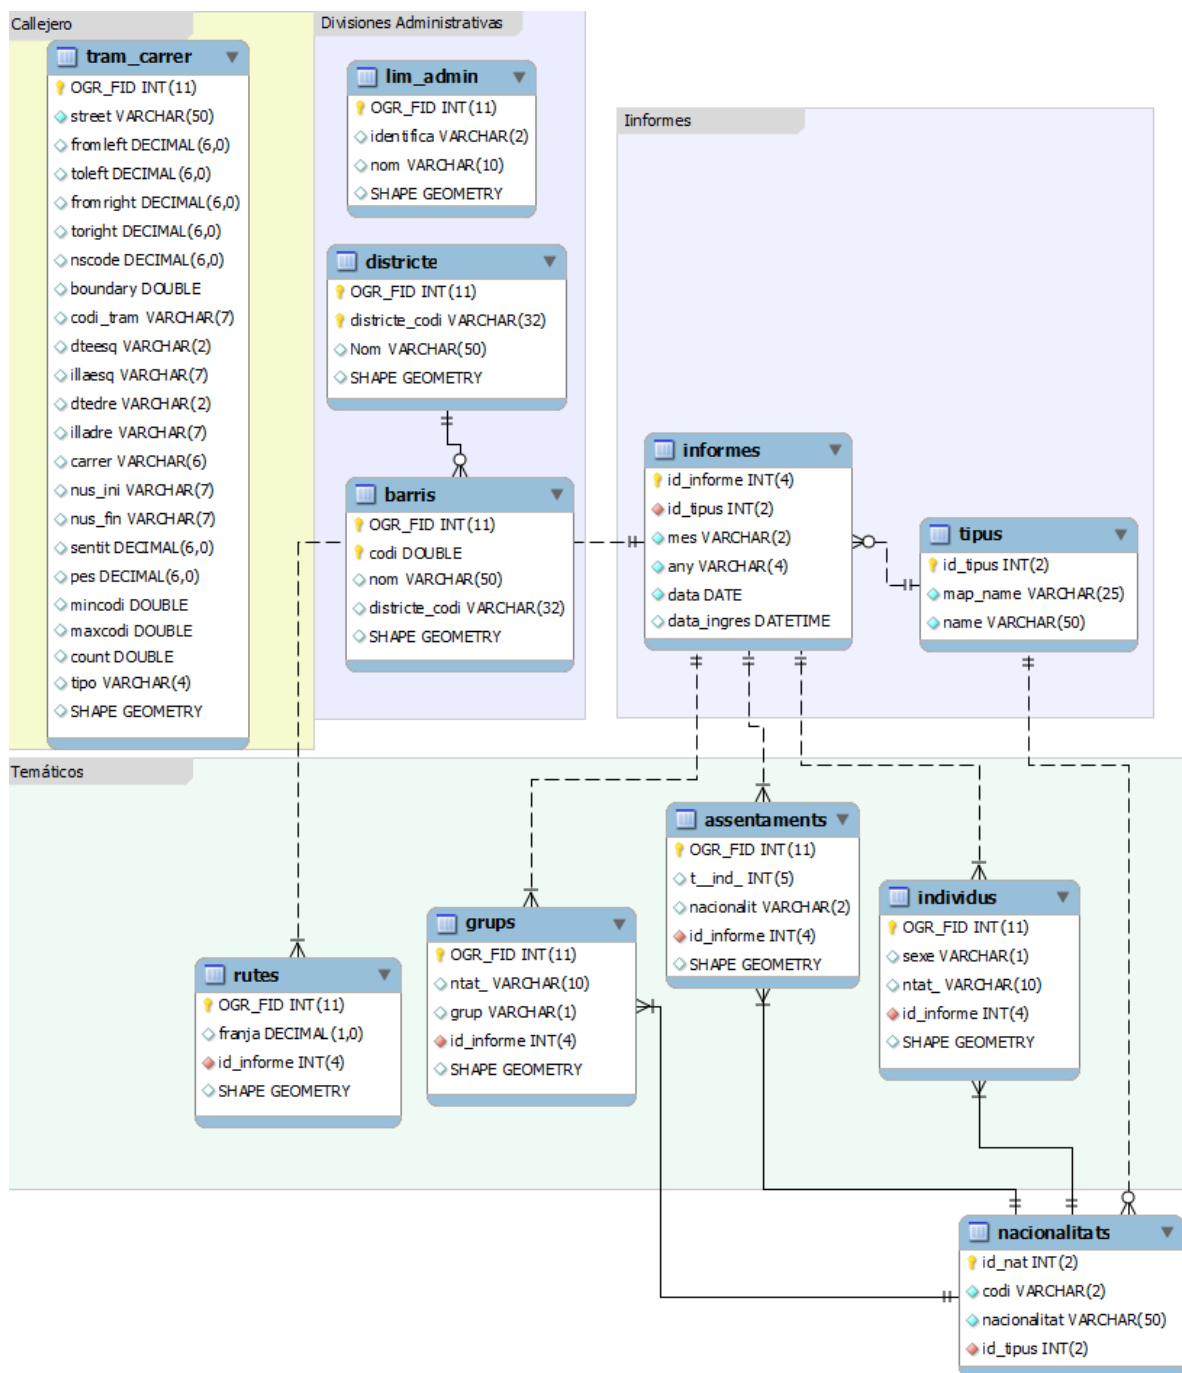 Callejero
tram_carrer
OGR_FID INT(11)
street VARCHAR(50)
fromleft DECIMAL(6,0)
toleft DECIMAL(6,0)
fromright DECIMAL(6,0)
toright DECIMAL(6,0)
nscode DECIMAL(6,0)
boundary DOUBLE
codi_tram VARCHAR(7)
dteesq VARCHAR(2)
illaesq VARCHAR(7)
dtedre VARCHAR(2)
illadre VARCHAR(7)
carrer VARCHAR(6)
nus_ini VARCHAR(7)
nus_fin VARCHAR(7)
sentit DECIMAL(6,0)
pes DECIMAL(6,0)
mincodi DOUBLE
maxcodi DOUBLE
count DOUBLE
tipo VARCHAR(4)
SHAPE GEOMETRY
Divisiones Administrativas
lim_admin
OGR_FID INT(11)
identifica VARCHAR(2)
nom VARCHAR(10)
SHAPE GEOMETRY
districte
OGR_FID INT(11)
districte_codi VARCHAR(32)
Nom VARCHAR(50)
SHAPE GEOMETRY
barris
OGR_FID INT(11)
codi DOUBLE
nom VARCHAR(50)
districte_codi VARCHAR(32)
SHAPE GEOMETRY
Iinformes
informes
id_informe INT(4)
id_tipus INT(2)
mes VARCHAR(2)
any VARCHAR(4)
data DATE
data_ingres DATETIME
tipus
id_tipus INT(2)
map_name VARCHAR(25)
name VARCHAR(50)
Temáticos
rutes
OGR_FID INT(11)
franja DECIMAL(1,0)
id_informe INT(4)
SHAPE GEOMETRY
grups
OGR_FID INT(11)
ntat_ VARCHAR(10)
grup VARCHAR(1)
id_informe INT(4)
SHAPE GEOMETRY
assentaments
OGR_FID INT(11)
t__ind_ INT(5)
nacionalit VARCHAR(2)
id_informe INT(4)
SHAPE GEOMETRY
individus
OGR_FID INT(11)
sexe VARCHAR(1)
ntat_ VARCHAR(10)
id_informe INT(4)
SHAPE GEOMETRY
nacionalitats
id_nat INT(2)
codi VARCHAR(2)
nacionalitat VARCHAR(50)
id_tipus INT(2)